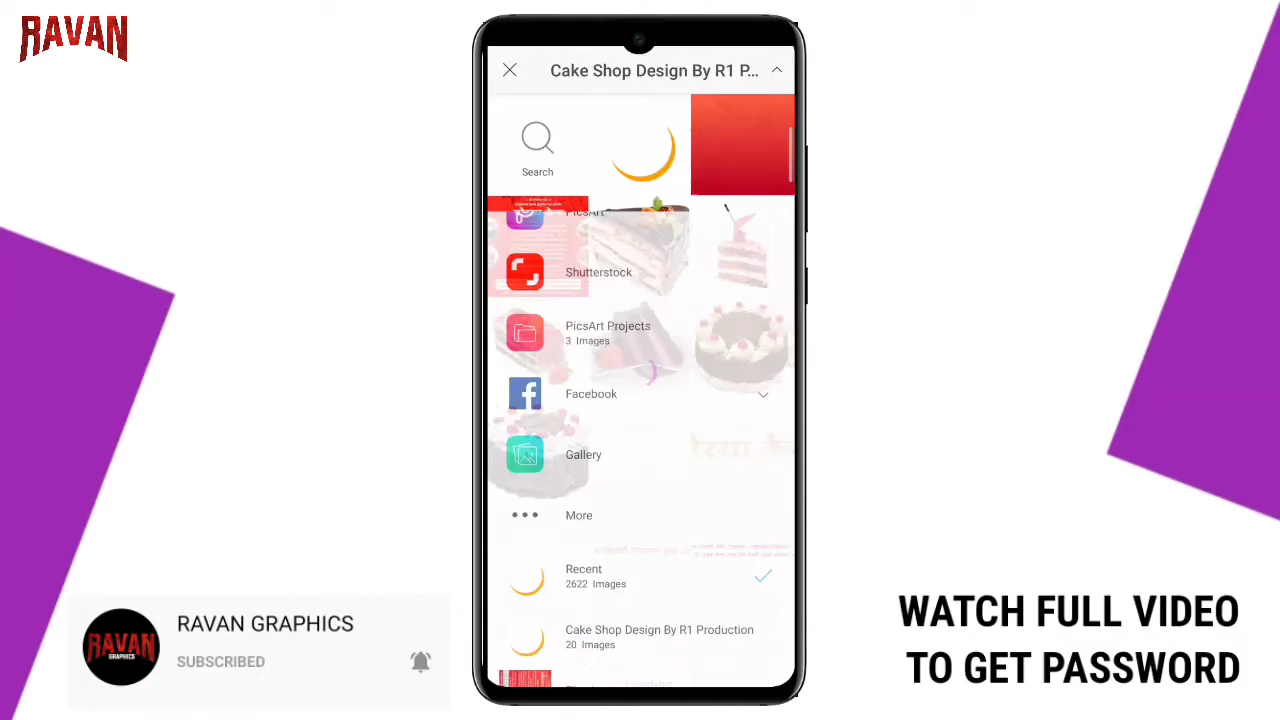 RAVAN
Cake Shop Design By R1 P...
Search
PicsArt
Shutterstock
PicsArt Projects
3 Images
Facebook
Gallery
More
Recent
2622 Images
Cake Shop Design By R1 Production
20 Images
Loading
RAVAN GRAPHICS
SUBSCRIBED
RAVAN
GRAPHICS
WATCH FULL VIDEO
TO GET PASSWORD